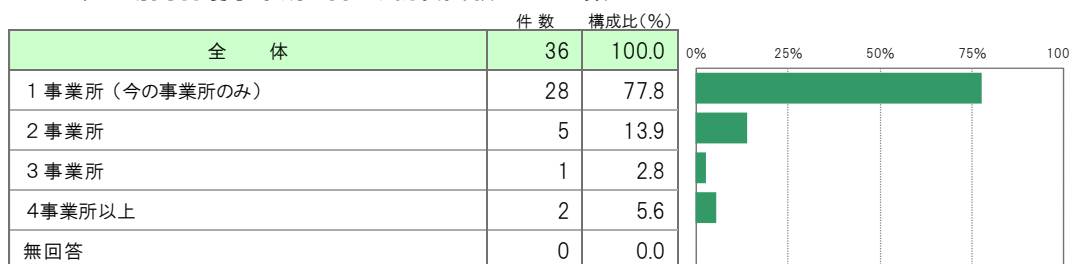 件 数 構成比(%)
全 体 36 100.0 0% 25% 50% 75% 100
1事業所(今の事業所のみ) 28 77.8
2事業所 5 13.9
3事業所 1 2.8
4事業所以上 2 5.6
無回答 0 0.0